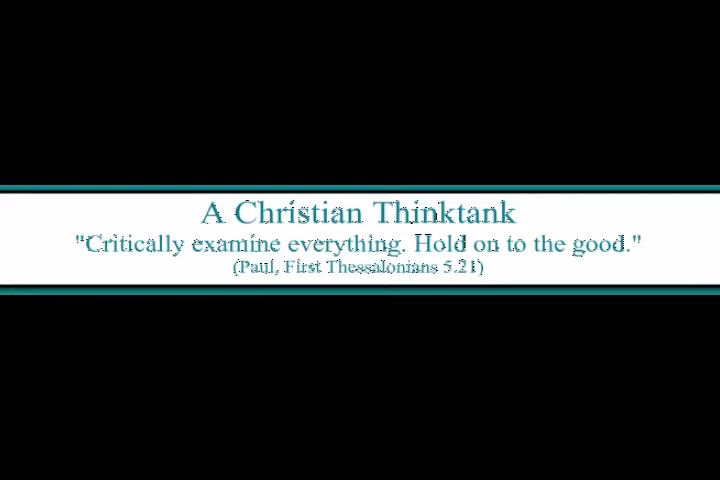 A Christian Thinktank
"Critically examine everything. Hold on to the good."
(Paul, First Thessalonians 5.21)